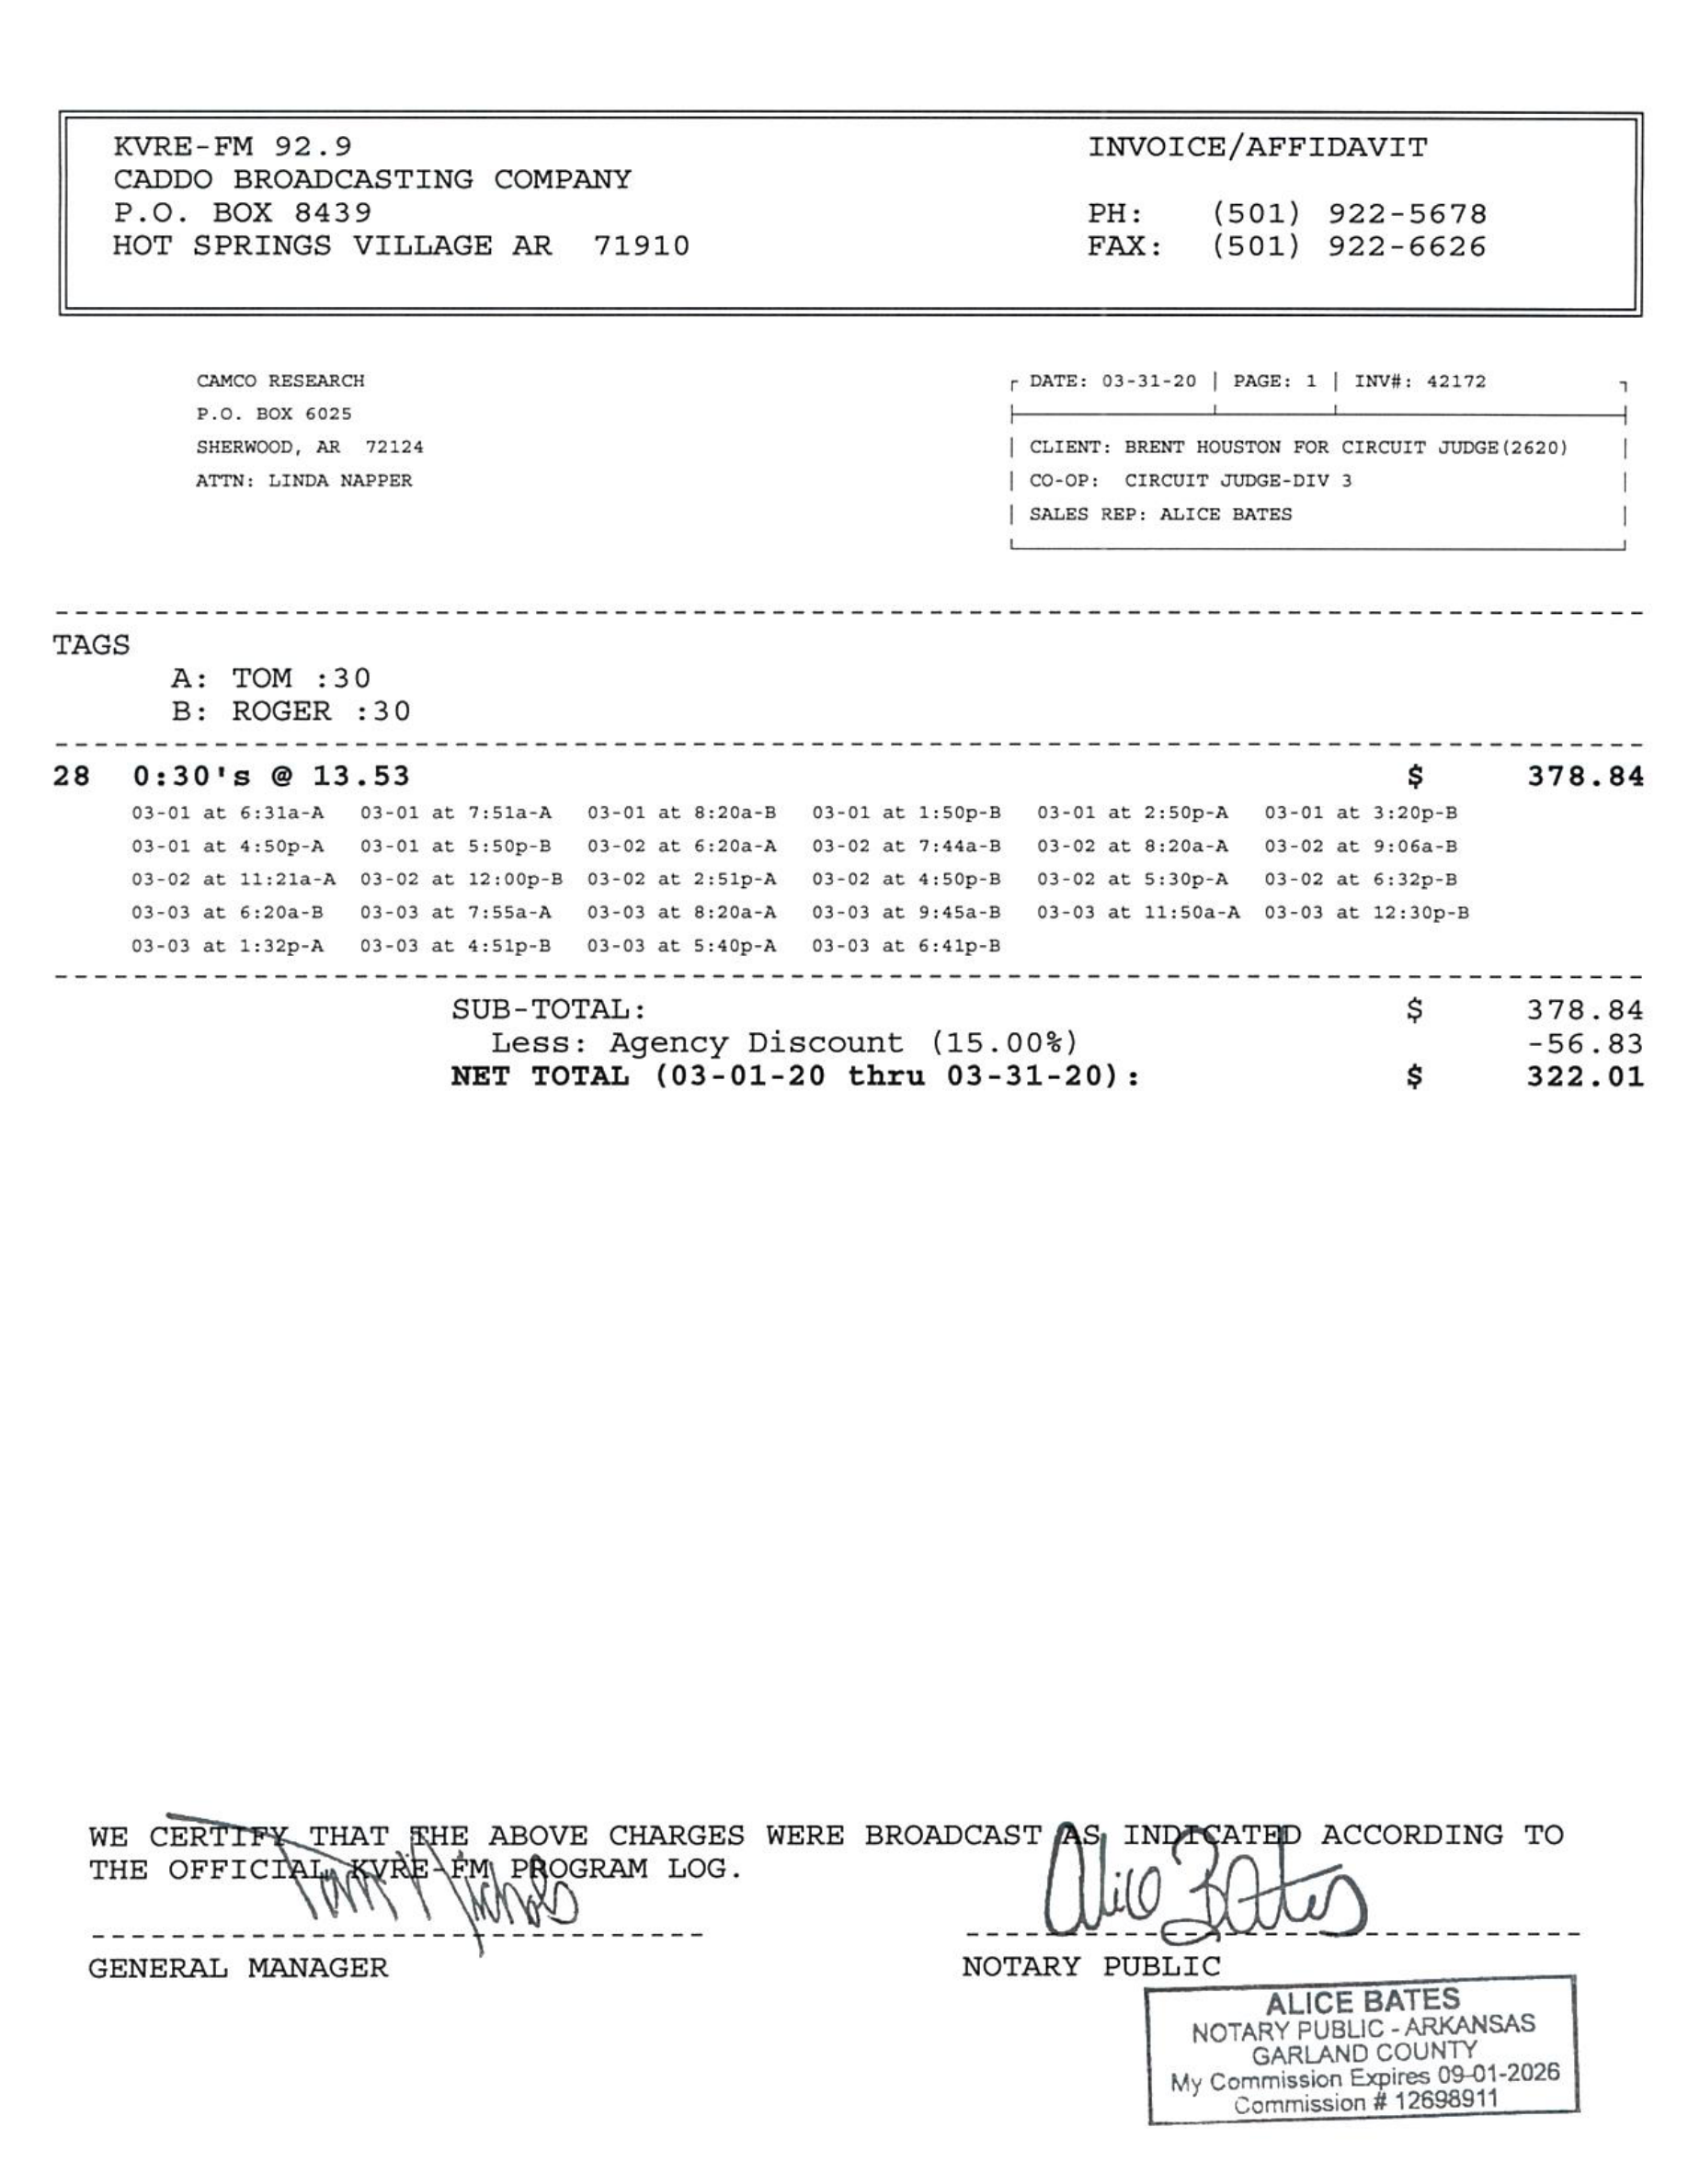 KVRE-FM 92.9
CADDO BROADCASTING COMPANY
P.O. BOX 8439
HOT SPRINGS VILLAGE AR 71910
INVOICE/AFFIDAVIT
PH: (501) 922-5678
FAX: (501) 922-6626
CAMCO RESEARCH
P.O. BOX 6025
SHERWOOD, AR 72124
ATTN: LINDA NAPPER
DATE: 03-31-20 | PAGE: 1 | INV#: 42172
CLIENT: BRENT HOUSTON FOR CIRCUIT JUDGE(2620)
CO-OP: CIRCUIT JUDGE-DIV 3
SALES REP: ALICE BATES
TAGS
A: TOM :30
B: ROGER :30
28 0:30's @ 13.53 $ 378.84
03-01 at 6:31a-A 03-01 at 7:51a-A 03-01 at 8:20a-B 03-01 at 1:50p-B 03-01 at 2:50p-A 03-01 at 3:20p-B
03-01 at 4:50p-A 03-01 at 5:50p-B 03-02 at 6:20a-A 03-02 at 7:44a-B 03-02 at 8:20a-A 03-02 at 9:06a-B
03-02 at 11:21a-A 03-02 at 12:00p-B 03-02 at 2:51p-A 03-02 at 4:50p-B 03-02 at 5:30p-A 03-02 at 6:32p-B
03-03 at 6:20a-B 03-03 at 7:55a-A 03-03 at 8:20a-A 03-03 at 9:45a-B 03-03 at 11:50a-A 03-03 at 12:30p-B
03-03 at 1:32p-A 03-03 at 4:51p-B 03-03 at 5:40p-A 03-03 at 6:41p-B
SUB-TOTAL: $ 378.84
Less: Agency Discount (15.00%) -56.83
NET TOTAL (03-01-20 thru 03-31-20): $ 322.01
WE CERTIFY THAT THE ABOVE CHARGES WERE BROADCAST AS INDICATED ACCORDING TO
THE OFFICIAL KVRE-FM PROGRAM LOG.
Tom Nichols
Alice Bates
GENERAL MANAGER
NOTARY PUBLIC
ALICE BATES
NOTARY PUBLIC - ARKANSAS
GARLAND COUNTY
My Commission Expires 09-01-2026
Commission # 12698911